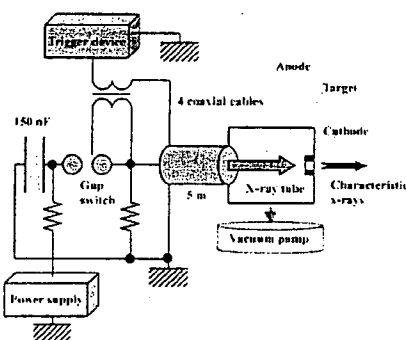 Trigger device
Anode
Target
4 coaxial cables
150 nF
Cathode
Gap
switch
5 m
X-ray tube
Characteristic
x-rays
Vacuum pump
Power supply